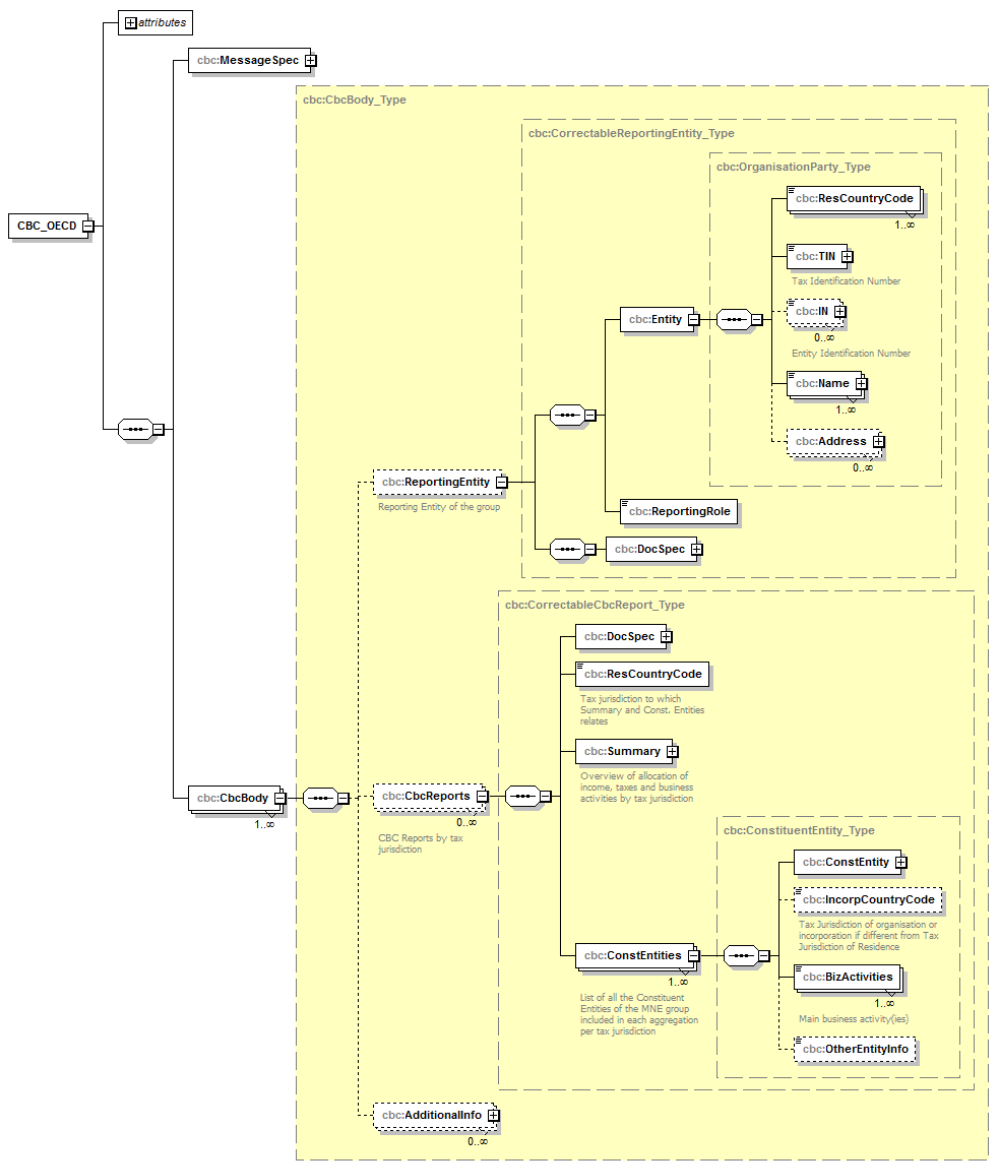 attributes
cbc:MessageSpec
cbc:CbcBody_Type
cbc:CorrectableReportingEntity_Type
cbc:OrganisationParty_Type
cbc:ResCountryCode
1..∞
CBC_OECD
cbc:TIN
Tax Identification Number
cbc:IN
0..∞
Entity Identification Number
cbc:Entity
cbc:Name
1..∞
cbc:Address
0..∞
cbc:ReportingEntity
Reporting Entity of the group
cbc:ReportingRole
cbc:DocSpec
cbc:CorrectableCbcReport_Type
cbc:DocSpec
cbc:ResCountryCode
Tax jurisdiction to which
Summary and Const. Entities
relates
cbc:Summary
Overview of allocation of
income, taxes and business
activities by tax jurisdiction
cbc:CbcBody
1..∞
cbc:CbcReports
0..∞
CBC Reports by tax
jurisdiction
cbc:ConstituentEntity_Type
cbc:ConstEntity
cbc:IncorpCountryCode
Tax Jurisdiction of organisation or
incorporation if different from Tax
Jurisdiction of Residence
cbc:ConstEntities
1..∞
List of all the Constituent
Entities of the MNE group
included in each aggregation
per tax jurisdiction
cbc:BizActivities
1..∞
Main business activity(ies)
cbc:OtherEntityInfo
cbc:AdditionalInfo
0..∞